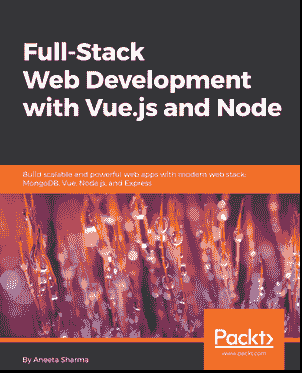 Full-Stack
Web Development
with Vue.js and Node
Build scalable and powerful web apps with modern web stack:
MongoDB, Vue, Node.js, and Express
Packt>
www.packt.com
By Aneeta Sharma